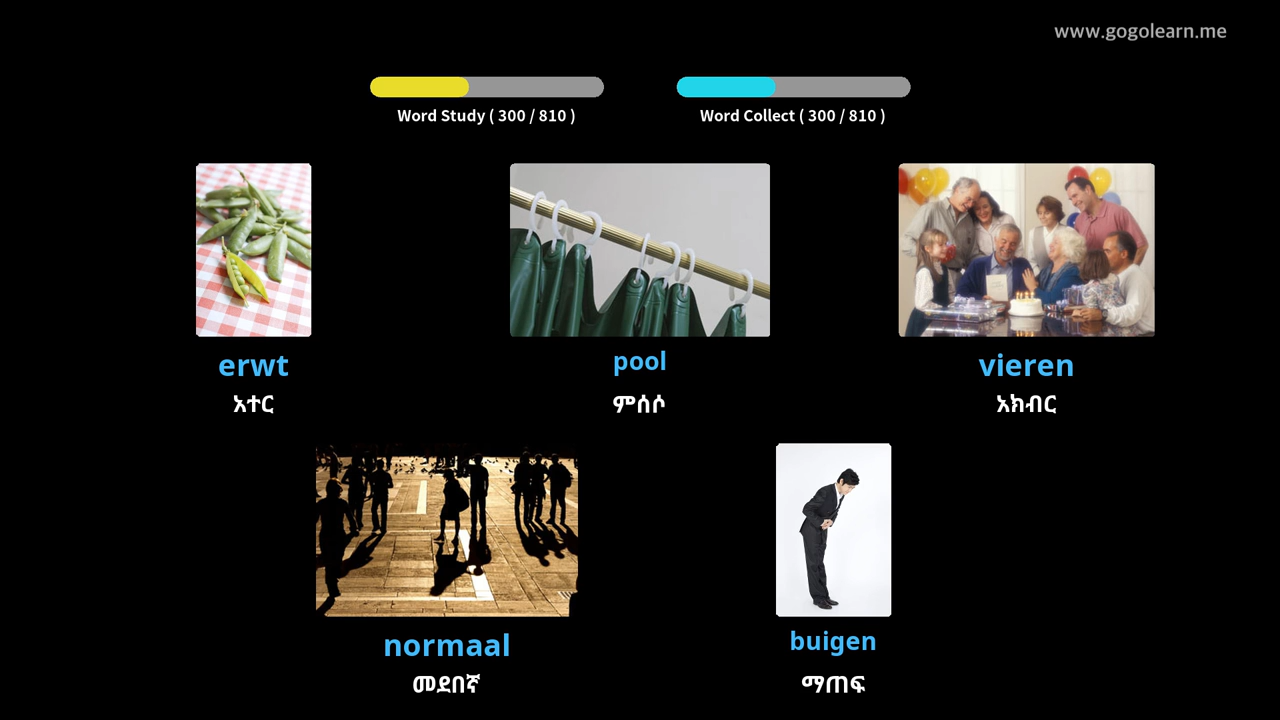 www.gogolearn.me
Word Study ( 300 / 810 )
Word Collect ( 300 / 810 )
erwt
አተር
pool
ምሰሶ
vieren
አክብር
normaal
መደበኛ
buigen
ማጠፍ